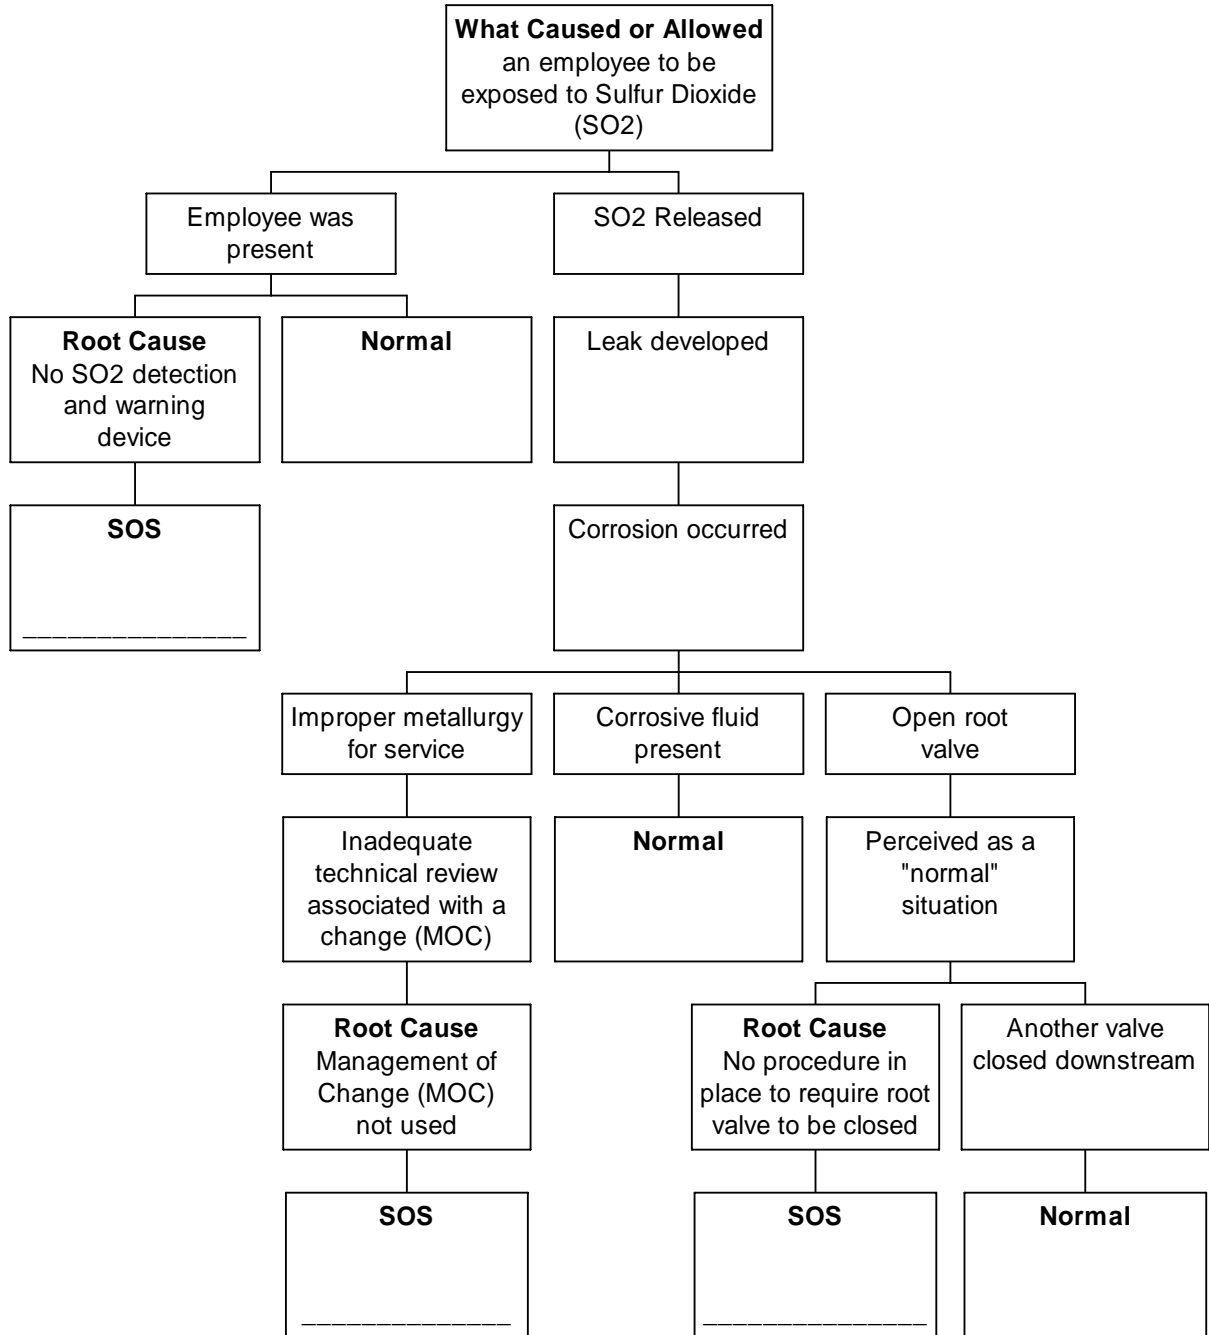 What Caused or Allowed
an employee to be
exposed to Sulfur Dioxide
(SO2)
Employee was
present
SO2 Released
Root Cause
No SO2 detection
and warning
device
Normal
Leak developed
SOS
_______________
Corrosion occurred
Improper metallurgy
for service
Corrosive fluid
present
Open root
valve
Inadequate
technical review
associated with a
change (MOC)
Normal
Perceived as a
"normal"
situation
Root Cause
Management of
Change (MOC)
not used
Root Cause
No procedure in
place to require root
valve to be closed
Another valve
closed downstream
SOS
______________
SOS
_______________
Normal